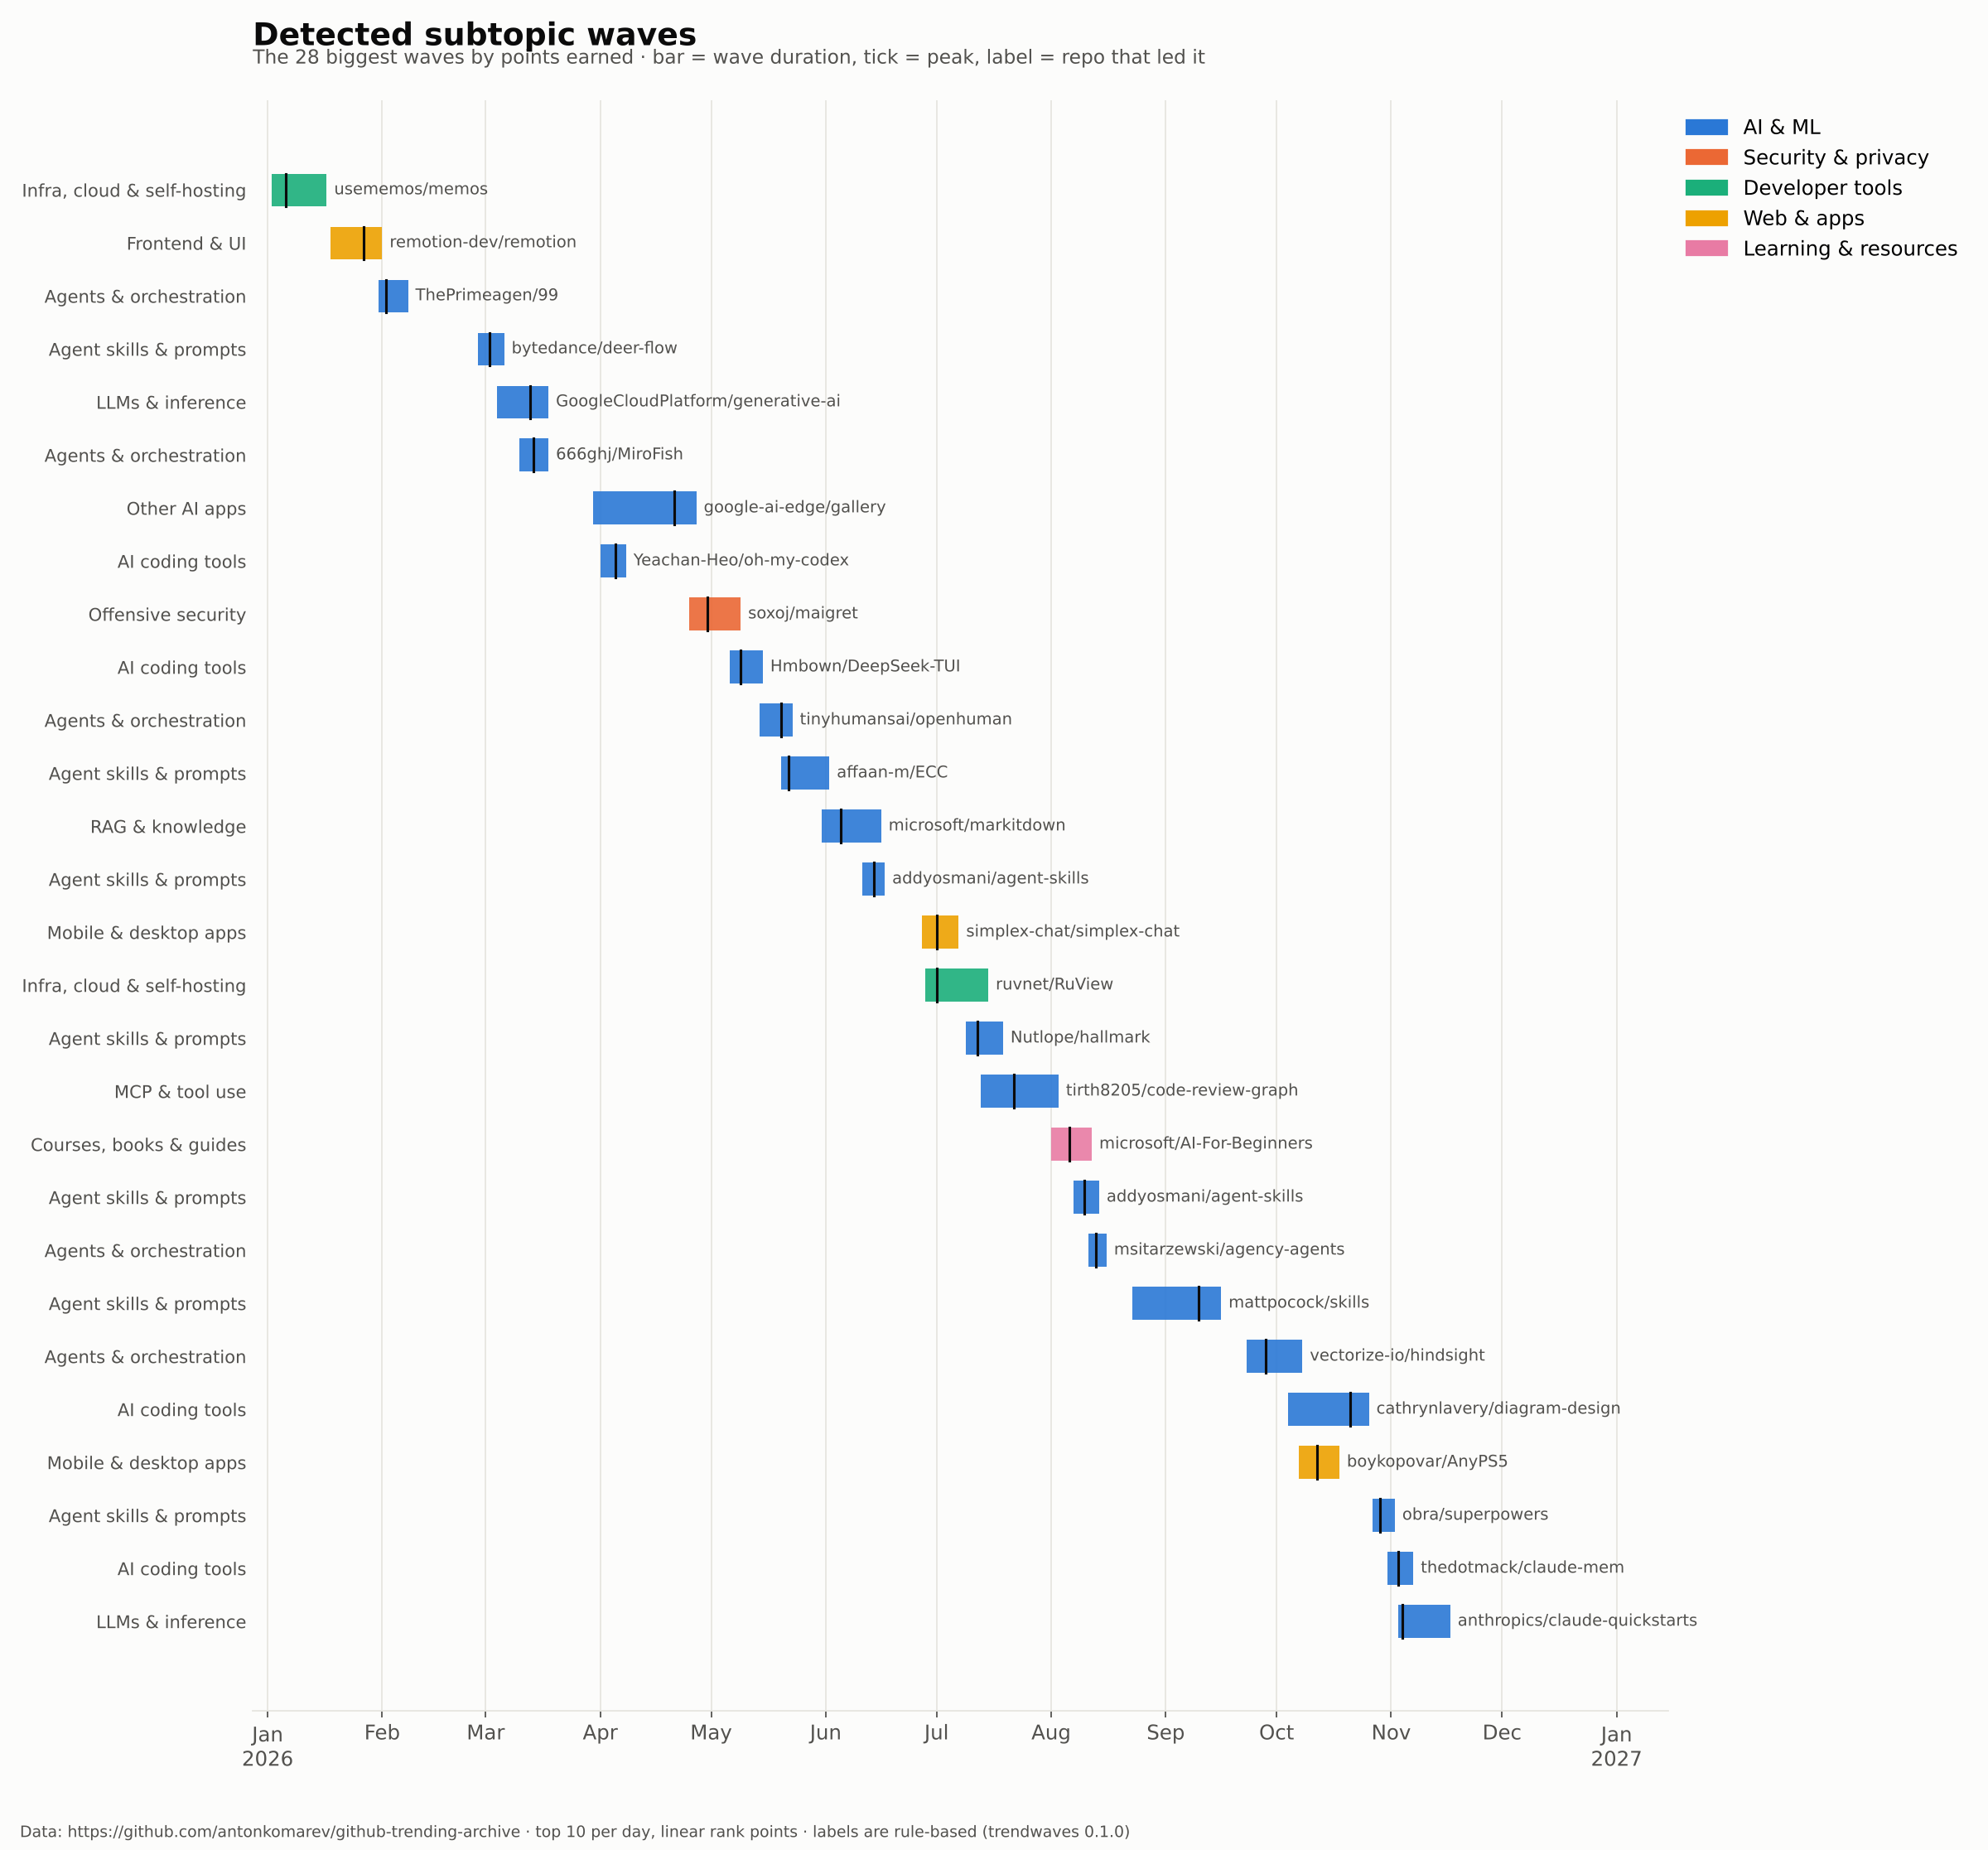 Detected subtopic waves
The 28 biggest waves by points earned · bar = wave duration, tick = peak, label = repo that led it
AI & ML
Security & privacy
Developer tools
Web & apps
Learning & resources
Infra, cloud & self-hosting usememos/memos
Frontend & UI remotion-dev/remotion
Agents & orchestration ThePrimeagen/99
Agent skills & prompts bytedance/deer-flow
LLMs & inference GoogleCloudPlatform/generative-ai
Agents & orchestration 666ghj/MiroFish
Other AI apps google-ai-edge/gallery
AI coding tools Yeachan-Heo/oh-my-codex
Offensive security soxoj/maigret
AI coding tools Hmbown/DeepSeek-TUI
Agents & orchestration tinyhumansai/openhuman
Agent skills & prompts affaan-m/ECC
RAG & knowledge microsoft/markitdown
Agent skills & prompts addyosmani/agent-skills
Mobile & desktop apps simplex-chat/simplex-chat
Infra, cloud & self-hosting ruvnet/RuView
Agent skills & prompts Nutlope/hallmark
MCP & tool use tirth8205/code-review-graph
Courses, books & guides microsoft/AI-For-Beginners
Agent skills & prompts addyosmani/agent-skills
Agents & orchestration msitarzewski/agency-agents
Agent skills & prompts mattpocock/skills
Agents & orchestration vectorize-io/hindsight
AI coding tools cathrynlavery/diagram-design
Mobile & desktop apps boykopovar/AnyPS5
Agent skills & prompts obra/superpowers
AI coding tools thedotmack/claude-mem
LLMs & inference anthropics/claude-quickstarts
Jan Feb Mar Apr May Jun Jul Aug Sep Oct Nov Dec Jan
2026 2027
Data: https://github.com/antonkomarev/github-trending-archive · top 10 per day, linear rank points · labels are rule-based (trendwaves 0.1.0)